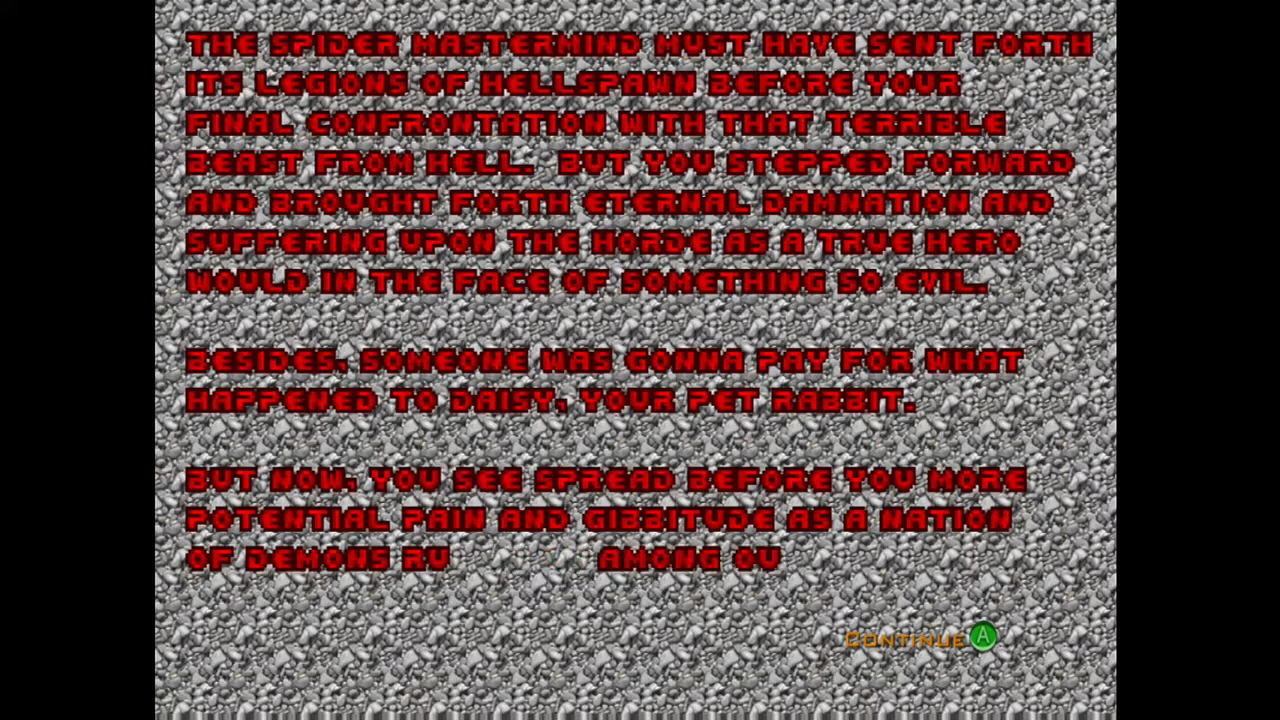 THE SPIDER MASTERMIND MUST HAVE SENT FORTH
ITS LEGIONS OF HELLSPAWN BEFORE YOUR
FINAL CONFRONTATION WITH THAT TERRIBLE
BEAST FROM HELL. BUT YOU STEPPED FORWARD
AND BROUGHT FORTH ETERNAL DAMNATION AND
SUFFERING UPON THE HORDE AS A TRUE HERO
WOULD IN THE FACE OF SOMETHING SO EVIL.
BESIDES, SOMEONE WAS GONNA PAY FOR WHAT
HAPPENED TO DAISY, YOUR PET RABBIT.
BUT NOW, YOU SEE SPREAD BEFORE YOU MORE
POTENTIAL PAIN AND GIBBITUDE AS A NATION
OF DEMONS RU AMONG OU
CONTINUE A